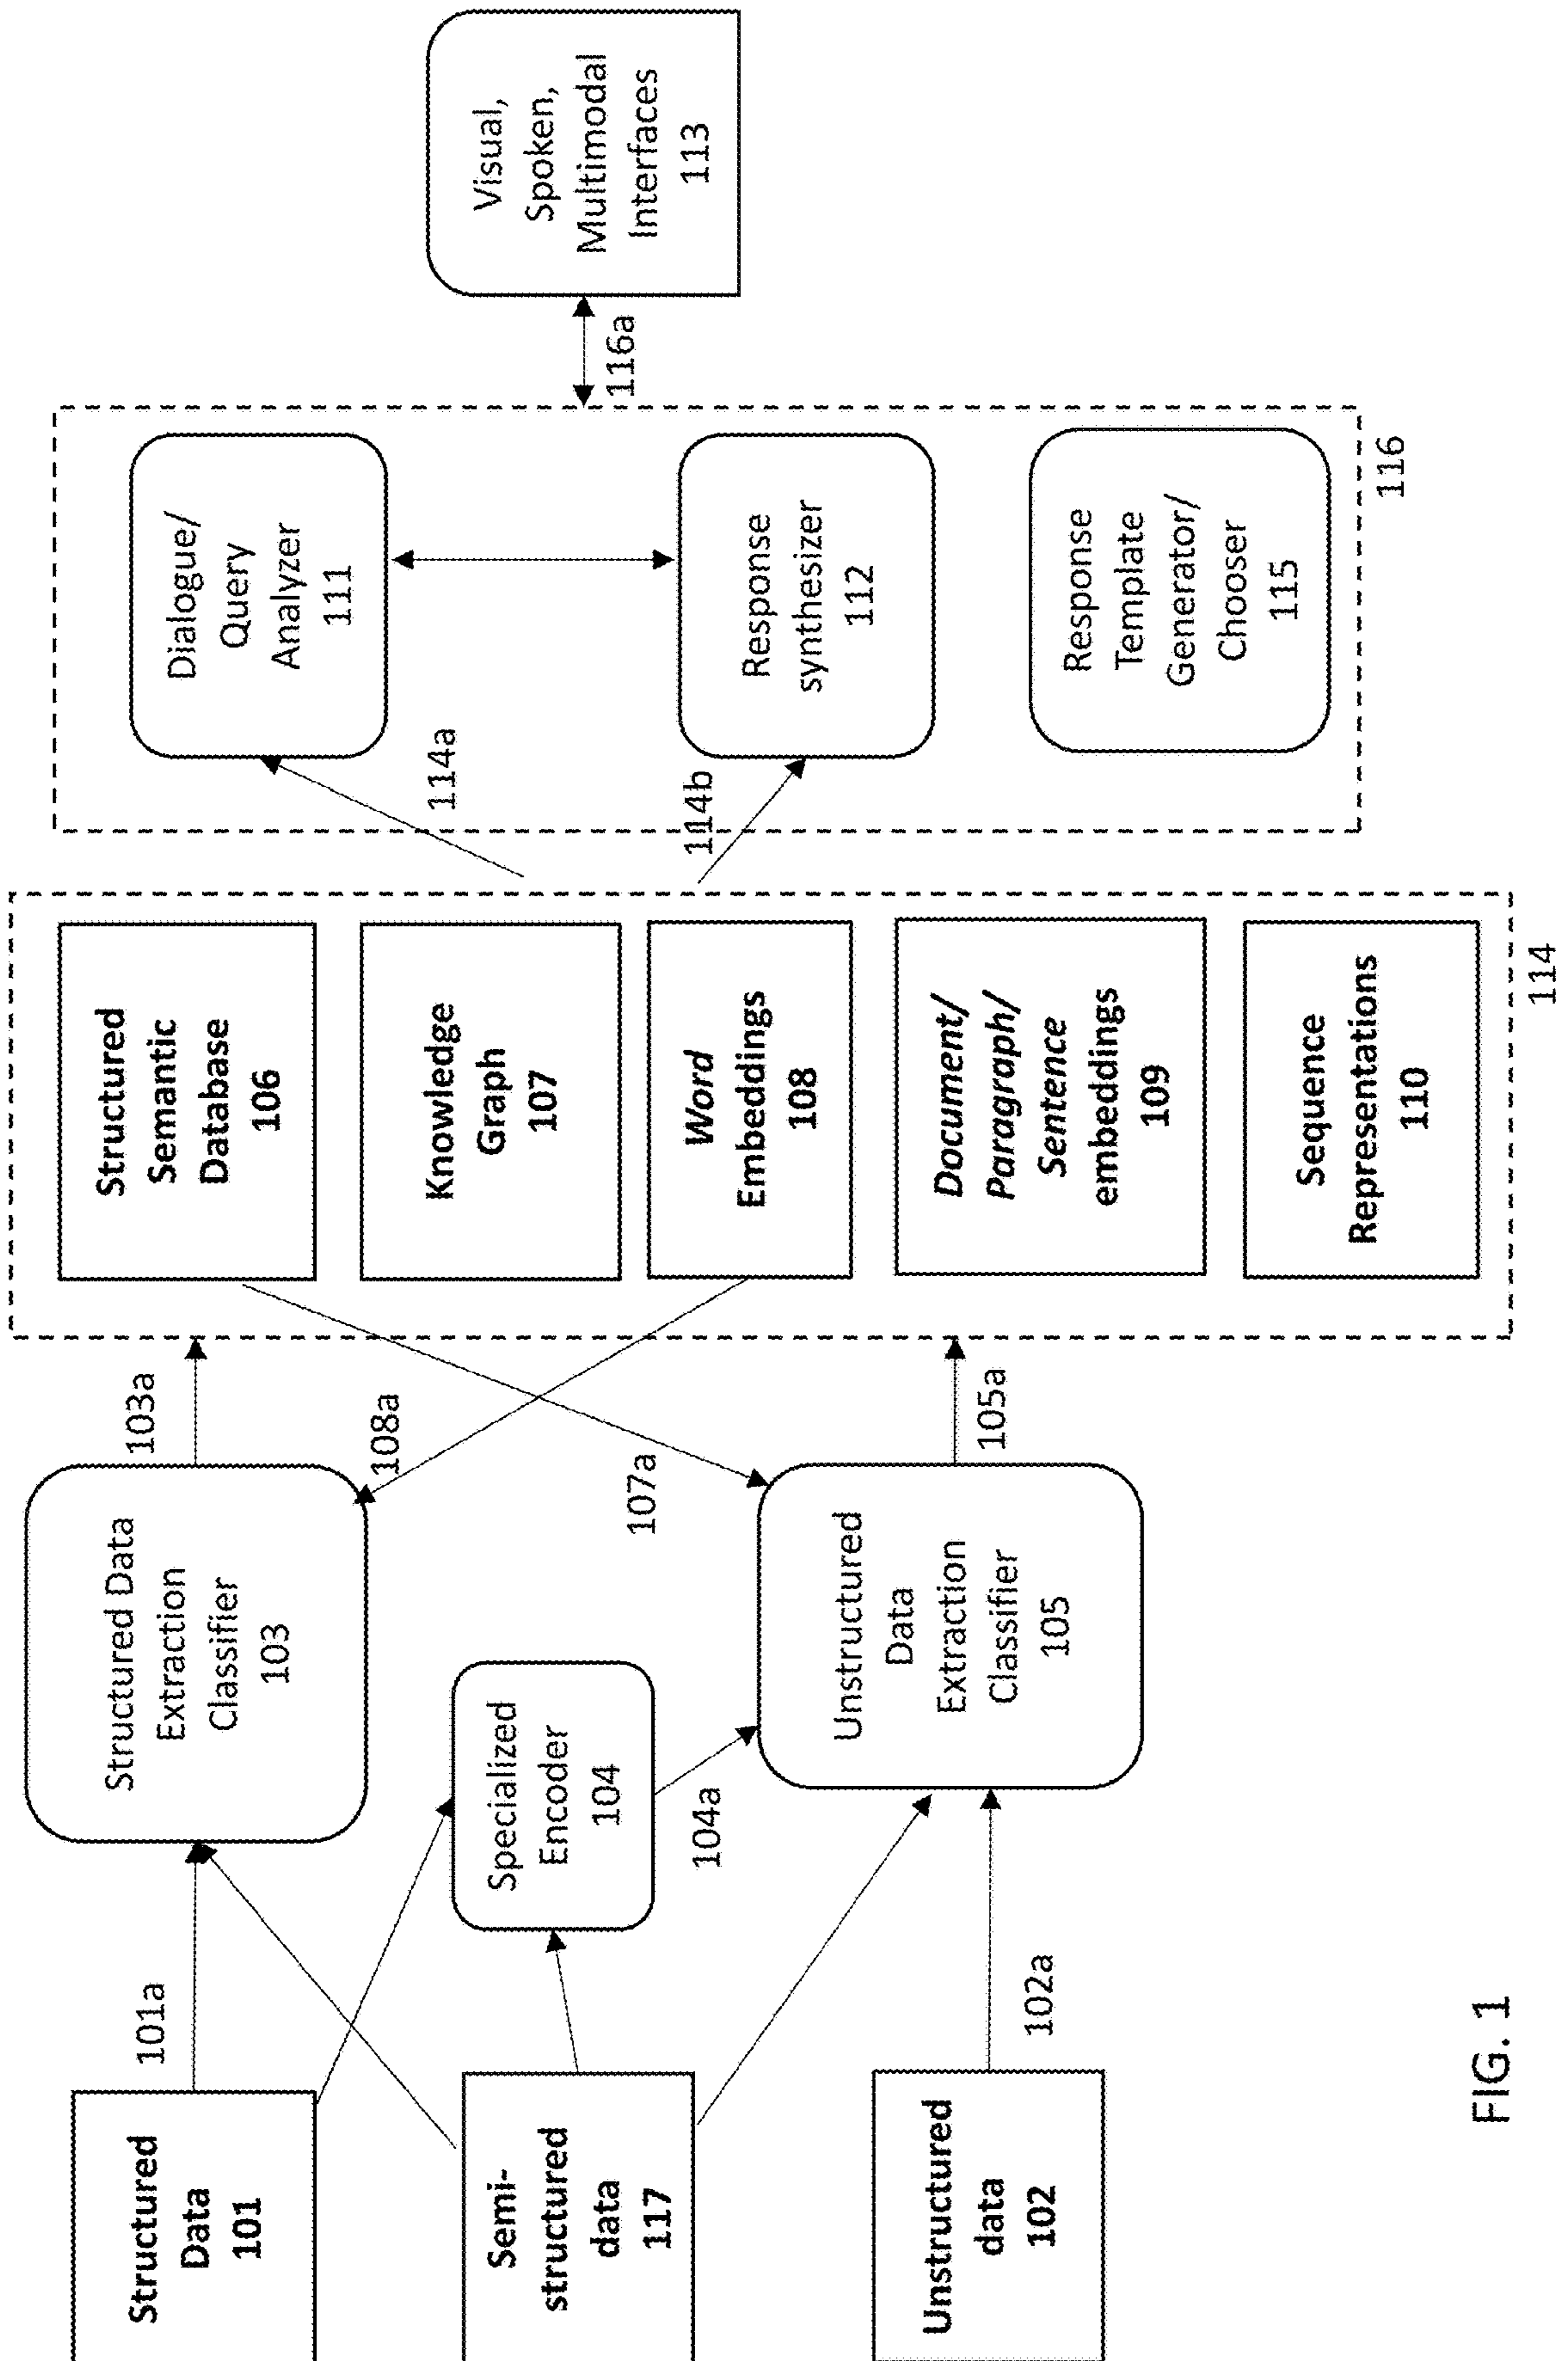 Structured
Data
101
Semi-
structured
data
117
Unstructured
data
102
101a
102a
Structured Data
Extraction
Classifier
103
Specialized
Encoder
104
104a
Unstructured
Data
Extraction
Classifier
105
103a
108a
107a
105a
Structured
Semantic
Database
106
Knowledge
Graph
107
Word
Embeddings
108
Document/
Paragraph/
Sentence
embeddings
109
Sequence
Representations
110
114
114a
114b
Dialogue/
Query
Analyzer
111
Response
synthesizer
112
Response
Template
Generator/
Chooser
115
116
116a
Visual,
Spoken,
Multimodal
Interfaces
113
FIG. 1